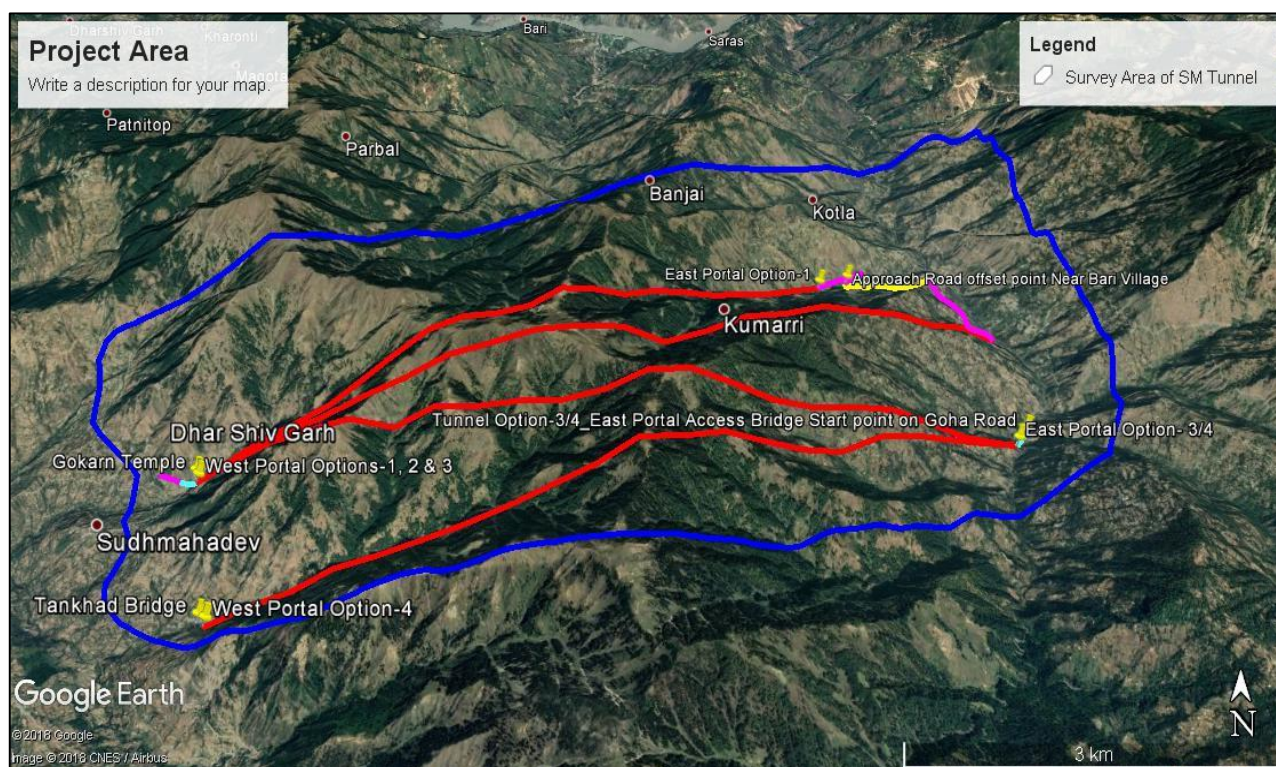 Bari
Dharshiv Garh
Kharonti
Saras
Project Area
Write a description for your map.
Magota
Legend
Survey Area of SM Tunnel
Patnitop
Parbal
Banjai
Kotla
East Portal Option-1
Approach Road offset point Near Bari Village
Kumarri
Tunnel Option-3/4_East Portal Access Bridge Start point on Goha Road
East Portal Option- 3/4
Dhar Shiv Garh
Gokarn Temple
West Portal Options-1, 2 & 3
Sudhmahadev
Tankhad Bridge
West Portal Option-4
Google Earth
N
© 2018 Google
Image © 2018 CNES / Airbus
3 km